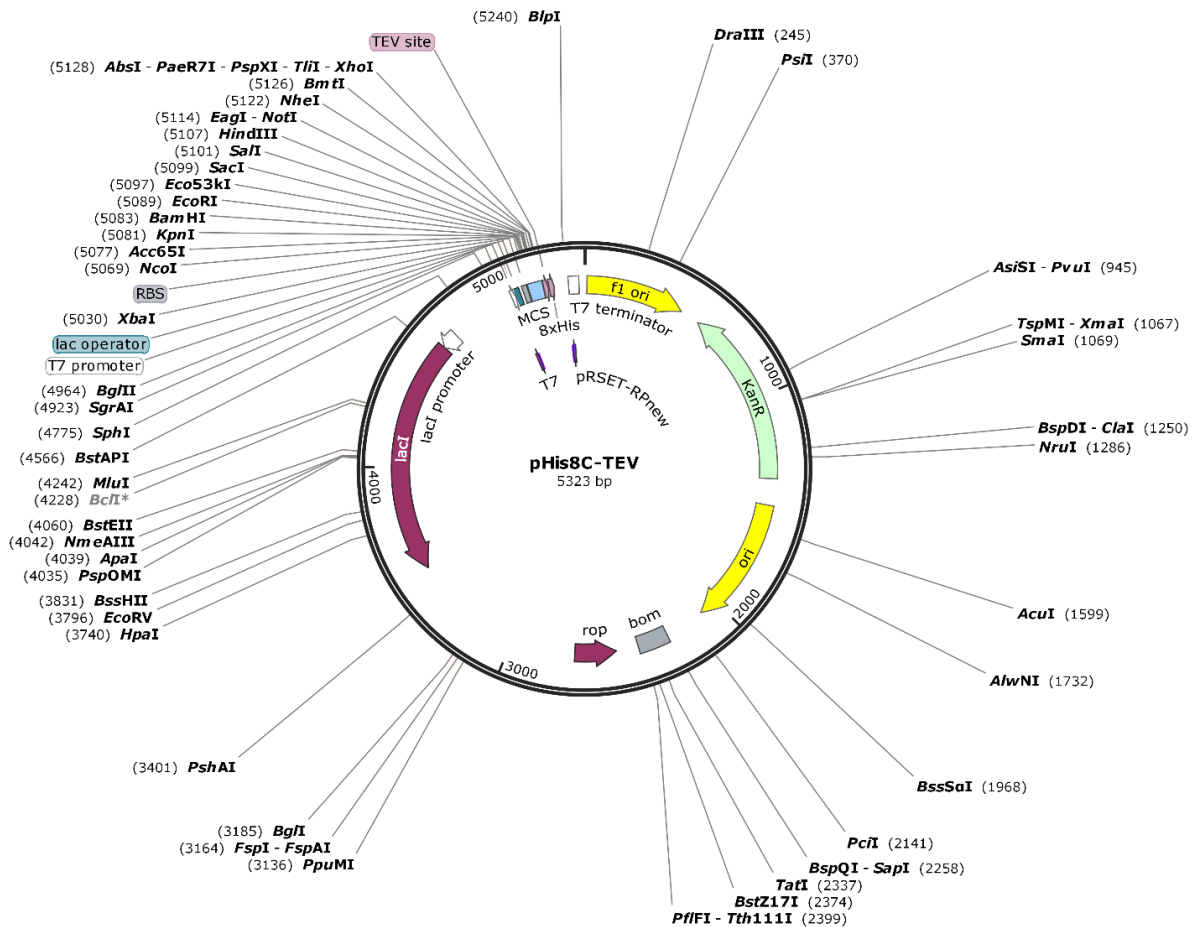 (5240) BlpI
TEV site
DraIII (245)
PsiI (370)
(5128) AbsI - PaeR7I - PspXI - TliI - XhoI
(5126) BmtI
(5122) NheI
(5114) EagI - NotI
(5107) HindIII
(5101) SalI
(5099) SacI
(5097) Eco53kI
(5089) EcoRI
(5083) BamHI
(5081) KpnI
(5077) Acc65I
(5069) NcoI
RBS
(5030) XbaI
lac operator
T7 promoter
(4964) BglII
(4923) SgrAI
(4775) SphI
(4566) BstAPI
(4242) MluI
(4228) BclI*
(4060) BstEII
(4042) NmeAIII
(4039) ApaI
(4035) PspOMI
(3831) BssHII
(3796) EcoRV
(3740) HpaI
AsiSI - PvuI (945)
TspMI - XmaI (1067)
SmaI (1069)
BspDI - ClaI (1250)
NruI (1286)
5000
MCS
8xHis
T7 terminator
f1 ori
1000
KanR
T7
pRSET-RPnew
lacI promoter
lacI
4000
pHis8C-TEV
5323 bp
ori
2000
bom
rop
3000
AcuI (1599)
AlwNI (1732)
BssSαI (1968)
PciI (2141)
BspQI - SapI (2258)
TatI (2337)
BstZ17I (2374)
PflFI - Tth111I (2399)
(3401) PshAI
(3185) BglI
(3164) FspI - FspAI
(3136) PpuMI